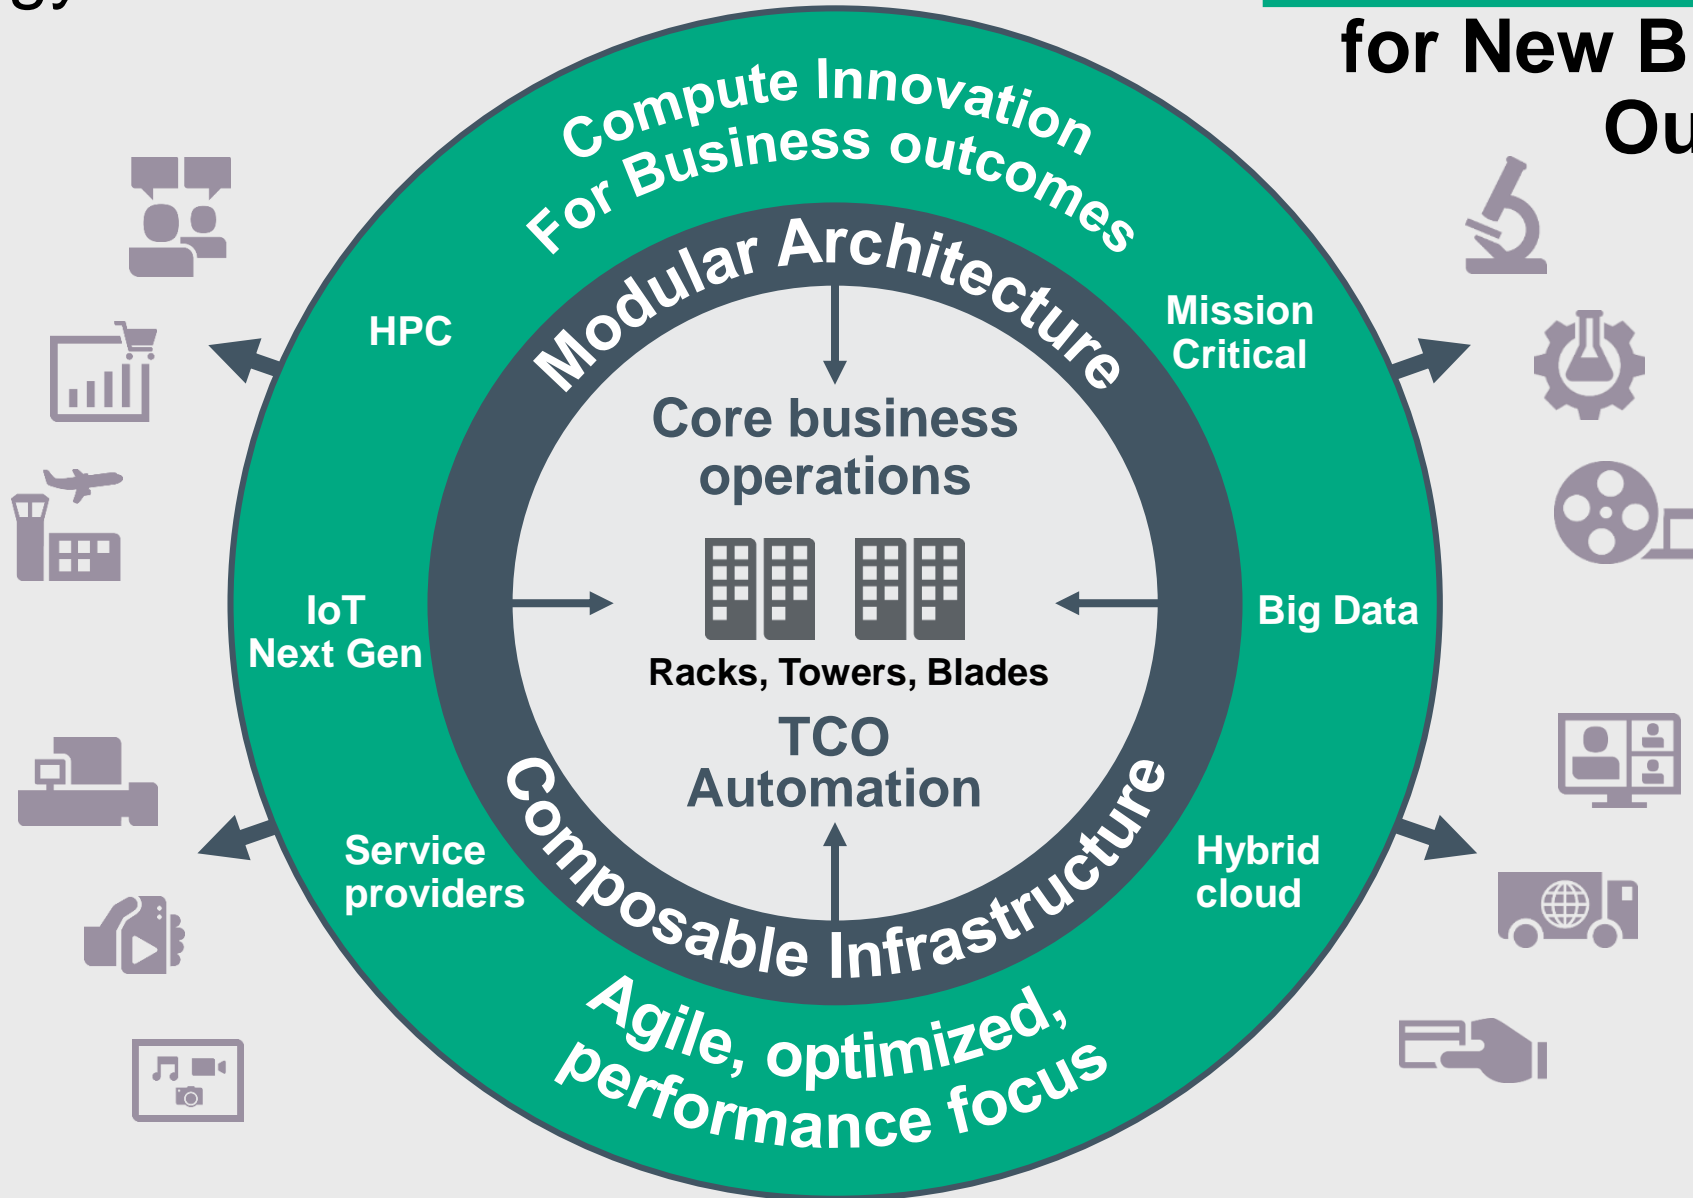 for New B
Ou
Compute Innovation
For Business outcomes
Modular Architecture
HPC
Mission
Critical
Core business
operations
IoT
Next Gen
Big Data
Racks, Towers, Blades
TCO
Automation
Service
providers
Hybrid
cloud
Composable Infrastructure
Agile, optimized,
performance focus